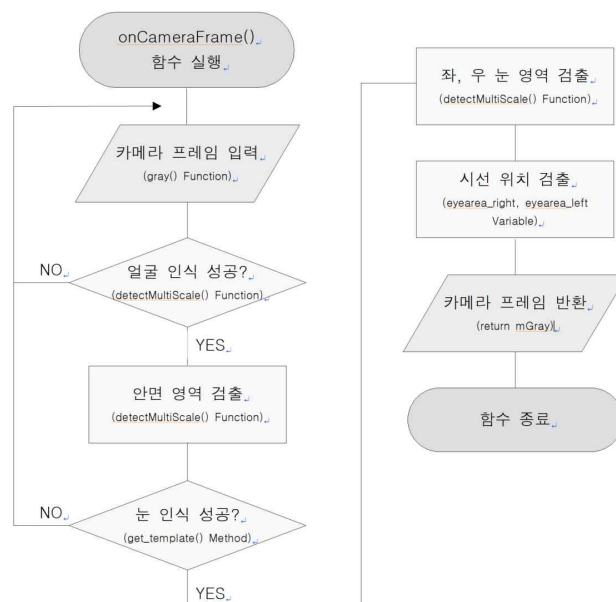 onCameraFrame()
함수 실행
카메라 프레임 입력
(gray() Function)
NO
얼굴 인식 성공?
(detectMultiScale() Function)
YES
안면 영역 검출
(detectMultiScale() Function)
NO
눈 인식 성공?
(get_template() Method)
YES
좌, 우 눈 영역 검출
(detectMultiScale() Function)
시선 위치 검출
(eyearea_right, eyearea_left
Variable)
카메라 프레임 반환
(return mGray)
함수 종료